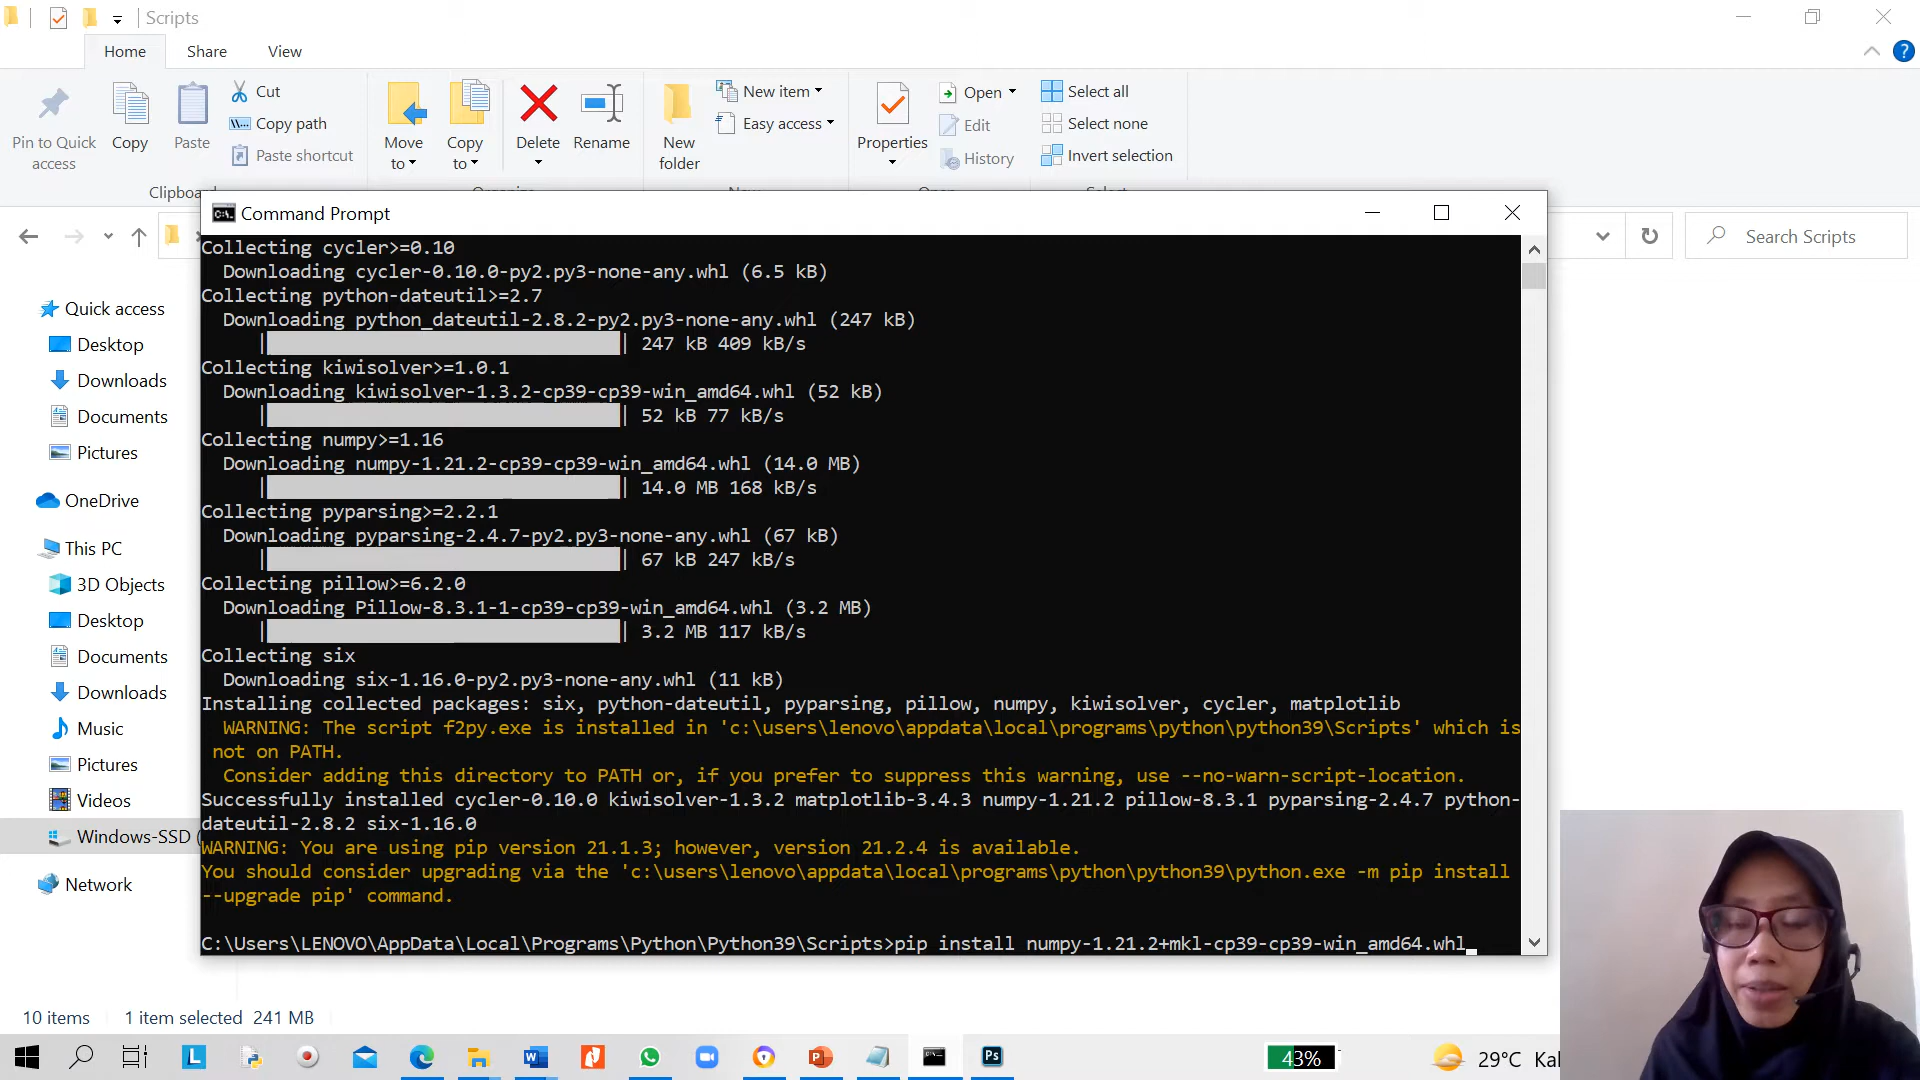 Scripts
Home Share View
Pin to Quick access
Copy
Paste
Cut
Copy path
Paste shortcut
Move to
Copy to
Delete
Rename
New folder
New item
Easy access
Properties
Open
Edit
History
Select all
Select none
Invert selection
Command Prompt
Search Scripts
Quick access
Desktop
Downloads
Documents
Pictures
OneDrive
This PC
3D Objects
Desktop
Documents
Downloads
Music
Pictures
Videos
Windows-SSD (
Network
Collecting cycler>=0.10
Downloading cycler-0.10.0-py2.py3-none-any.whl (6.5 kB)
Collecting python-dateutil>=2.7
Downloading python_dateutil-2.8.2-py2.py3-none-any.whl (247 kB)
| | 247 kB 409 kB/s
Collecting kiwisolver>=1.0.1
Downloading kiwisolver-1.3.2-cp39-cp39-win_amd64.whl (52 kB)
| | 52 kB 77 kB/s
Collecting numpy>=1.16
Downloading numpy-1.21.2-cp39-cp39-win_amd64.whl (14.0 MB)
| | 14.0 MB 168 kB/s
Collecting pyparsing>=2.2.1
Downloading pyparsing-2.4.7-py2.py3-none-any.whl (67 kB)
| | 67 kB 247 kB/s
Collecting pillow>=6.2.0
Downloading Pillow-8.3.1-1-cp39-cp39-win_amd64.whl (3.2 MB)
| | 3.2 MB 117 kB/s
Collecting six
Downloading six-1.16.0-py2.py3-none-any.whl (11 kB)
Installing collected packages: six, python-dateutil, pyparsing, pillow, numpy, kiwisolver, cycler, matplotlib
WARNING: The script f2py.exe is installed in 'c:\users\lenovo\appdata\local\programs\python\python39\Scripts' which is
not on PATH.
Consider adding this directory to PATH or, if you prefer to suppress this warning, use --no-warn-script-location.
Successfully installed cycler-0.10.0 kiwisolver-1.3.2 matplotlib-3.4.3 numpy-1.21.2 pillow-8.3.1 pyparsing-2.4.7 python-
dateutil-2.8.2 six-1.16.0
WARNING: You are using pip version 21.1.3; however, version 21.2.4 is available.
You should consider upgrading via the 'c:\users\lenovo\appdata\local\programs\python\python39\python.exe -m pip install
--upgrade pip' command.
C:\Users\LENOVO\AppData\Local\Programs\Python\Python39\Scripts>pip install numpy-1.21.2+mkl-cp39-cp39-win_amd64.whl
10 items 1 item selected 241 MB
43%
29°C Kal